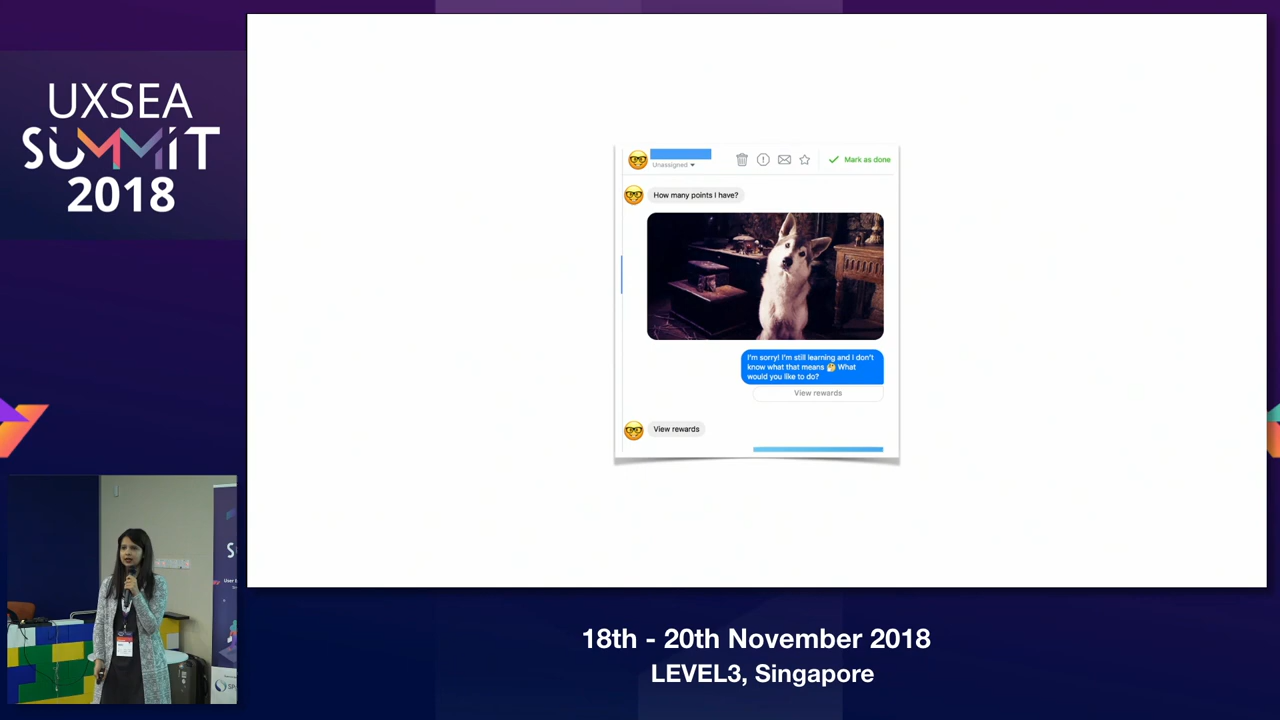 UXSEA
SUMMIT
2018
Unassigned
Mark as done
How many points I have?
I'm sorry! I'm still learning and I don't
know what that means 🤔 What
would you like to do?
View rewards
View rewards
18th - 20th November 2018
LEVEL3, Singapore